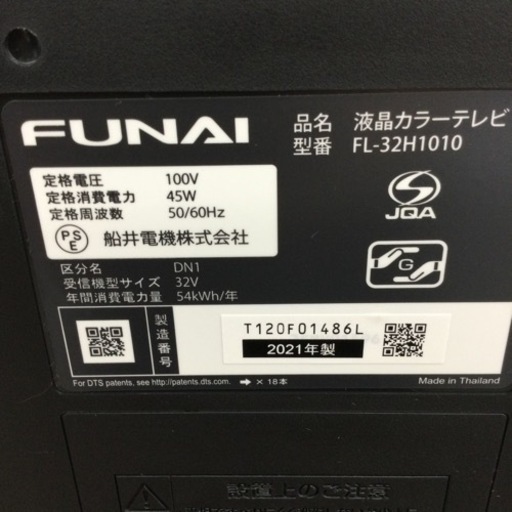 FUNAI
品名 液晶カラーテレビ
型番 FL-32H1010
定格電圧 100V
定格消費電力 45W
定格周波数 50/60Hz
PSE 船井電機株式会社
JQA
G
区分名 DN1
受信機型サイズ 32V
年間消費電力量 54kWh/年
製造番号
T120F01486L
2021年製
For DTS patents, see http://patents.dts.com. → × 18本
Made in Thailand
設置上のご注意